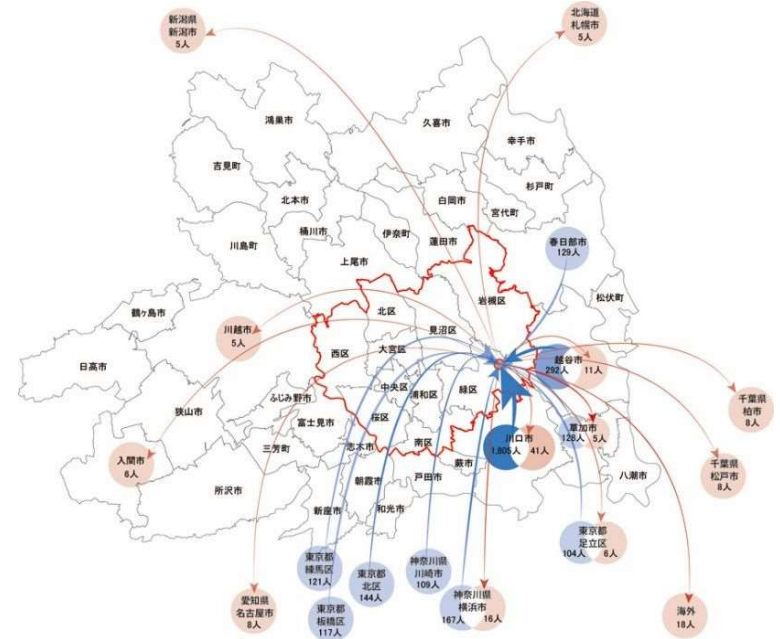 新潟県
新潟市
5人
北海道
札幌市
5人
鴻巣市
久喜市
幸手市
吉見町
杉戸町
北本市
白岡市
宮代町
桶川市
伊奈町
川島町
蓮田市
春日部市
129人
上尾市
鶴ヶ島市
岩槻区
松伏町
北区
川越市
5人
見沼区
日高市
西区
大宮区
越谷市
292人
11人
中央区
浦和区
緑区
千葉県
柏市
8人
狭山市
ふじみ野市
桜区
富士見市
草加市
128人
5人
川口市
1,805人
41人
三芳町
志木市
南区
入間市
6人
蕨市
戸田市
八潮市
千葉県
松戸市
8人
所沢市
朝霞市
新座市
和光市
東京都
足立区
104人
6人
東京都
練馬区
121人
東京都
北区
144人
神奈川県
川崎市
109人
愛知県
名古屋市
8人
東京都
板橋区
117人
神奈川県
横浜市
167人
16人
海外
18人